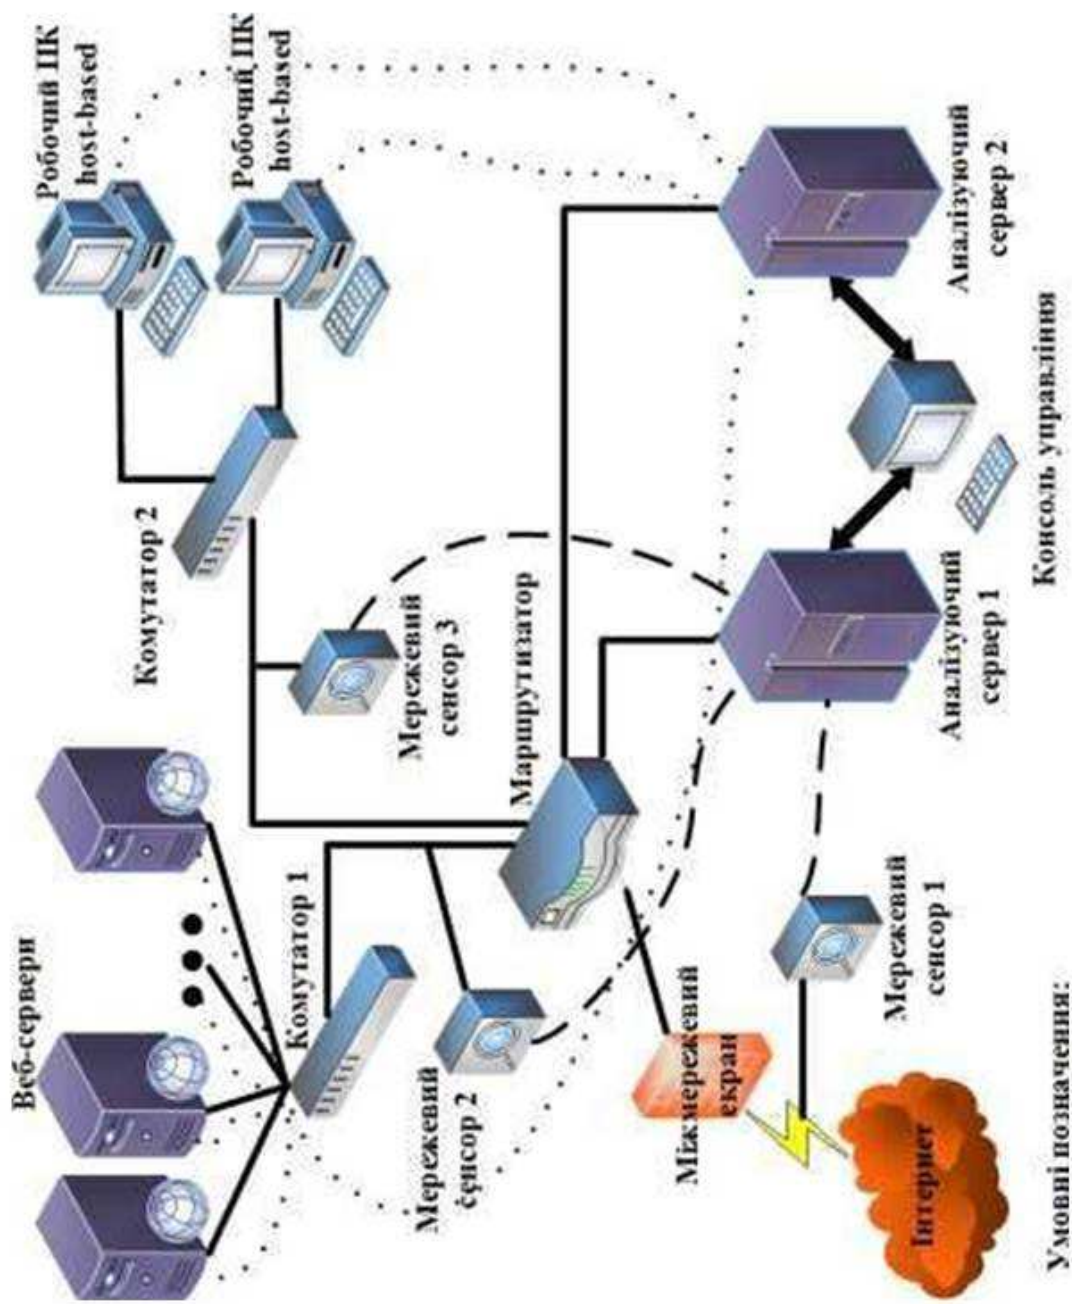 Веб-сервери
Робочий ПК
host-based
Робочий ПК
host-based
Комутатор 2
Комутатор 1
Мережевий
сенсор 3
Мережевий
сенсор 2
Маршрутизатор
Міжмережевий
екран
Мережевий
сенсор 1
Інтернет
Аналізуючий
сервер 1
Аналізуючий
сервер 2
Консоль управління
Умовні позначення: